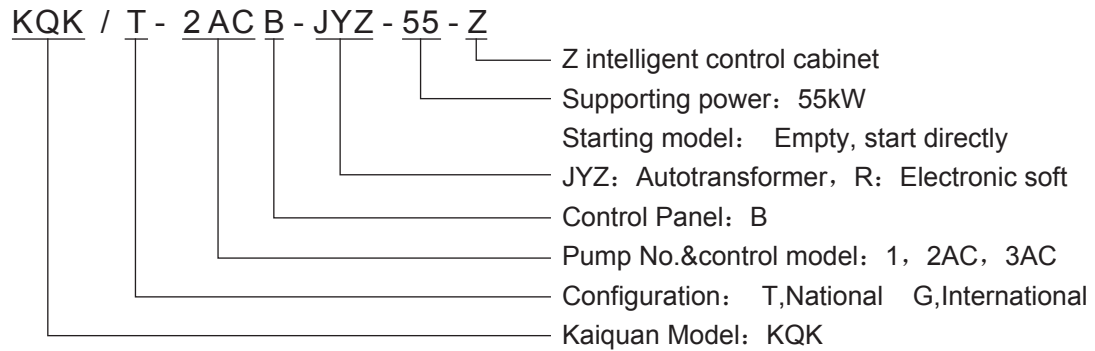 KQK / T - 2 AC B - JYZ - 55 - Z
Z intelligent control cabinet
Supporting power：55kW
Starting model： Empty, start directly
JYZ：Autotransformer，R：Electronic soft
Control Panel：B
Pump No.&control model：1，2AC，3AC
Configuration： T,National G,International
Kaiquan Model：KQK